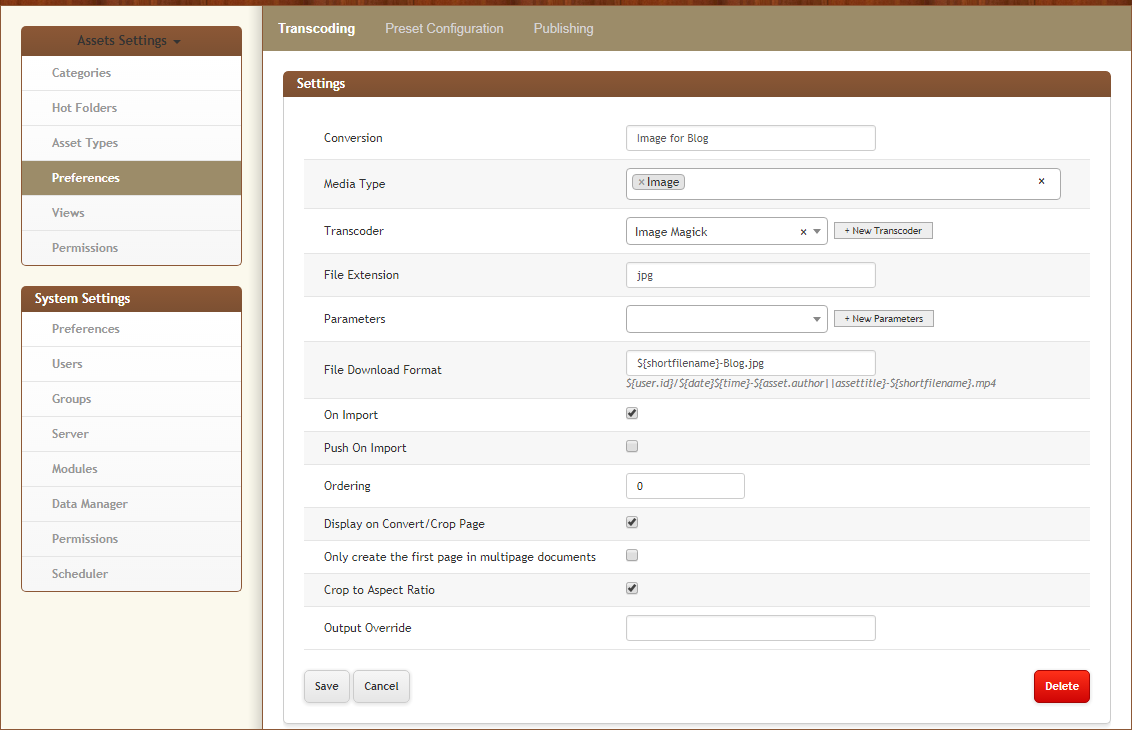 Assets Settings
Categories
Hot Folders
Asset Types
Preferences
Views
Permissions
System Settings
Preferences
Users
Groups
Server
Modules
Data Manager
Permissions
Scheduler
Transcoding Preset Configuration Publishing
Settings
Conversion Image for Blog
Media Type × Image ×
Transcoder Image Magick × + New Transcoder
File Extension jpg
Parameters + New Parameters
File Download Format ${shortfilename}-Blog.jpg
${user.id}/${date}${time}-${asset.author||assettitle}-${shortfilename}.mp4
On Import
Push On Import
Ordering 0
Display on Convert/Crop Page
Only create the first page in multipage documents
Crop to Aspect Ratio
Output Override
Save Cancel Delete